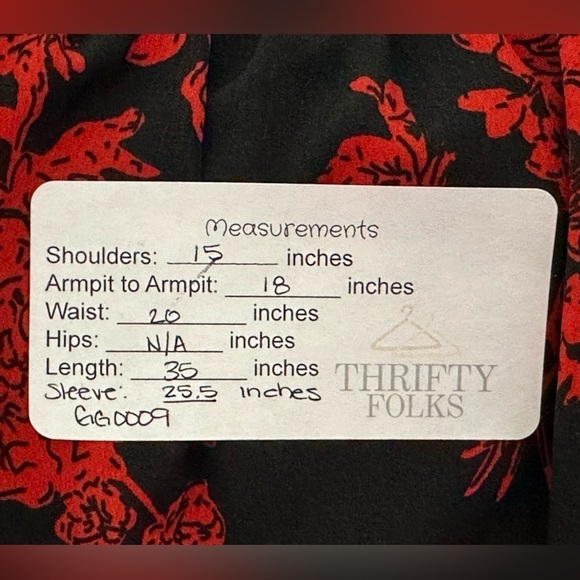 Measurements
Shoulders: 15 inches
Armpit to Armpit: 18 inches
Waist: 20 inches
Hips: N/A inches
Length: 35 inches
Sleeve: 25.5 inches
GG0009
THRIFTY
FOLKS